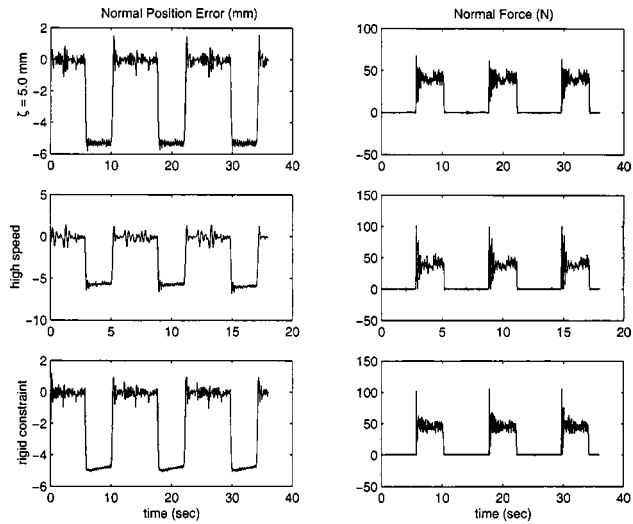 Normal Position Error (mm)
Normal Force (N)
ζ = 5.0 mm
2
0
−2
−4
−6
0 10 20 30 40
100
50
0
−50
0 10 20 30 40
high speed
5
0
−5
−10
0 5 10 15 20
150
100
50
0
−50
0 5 10 15 20
rigid constraint
2
0
−2
−4
−6
0 10 20 30 40
time (sec)
150
100
50
0
−50
0 10 20 30 40
time (sec)